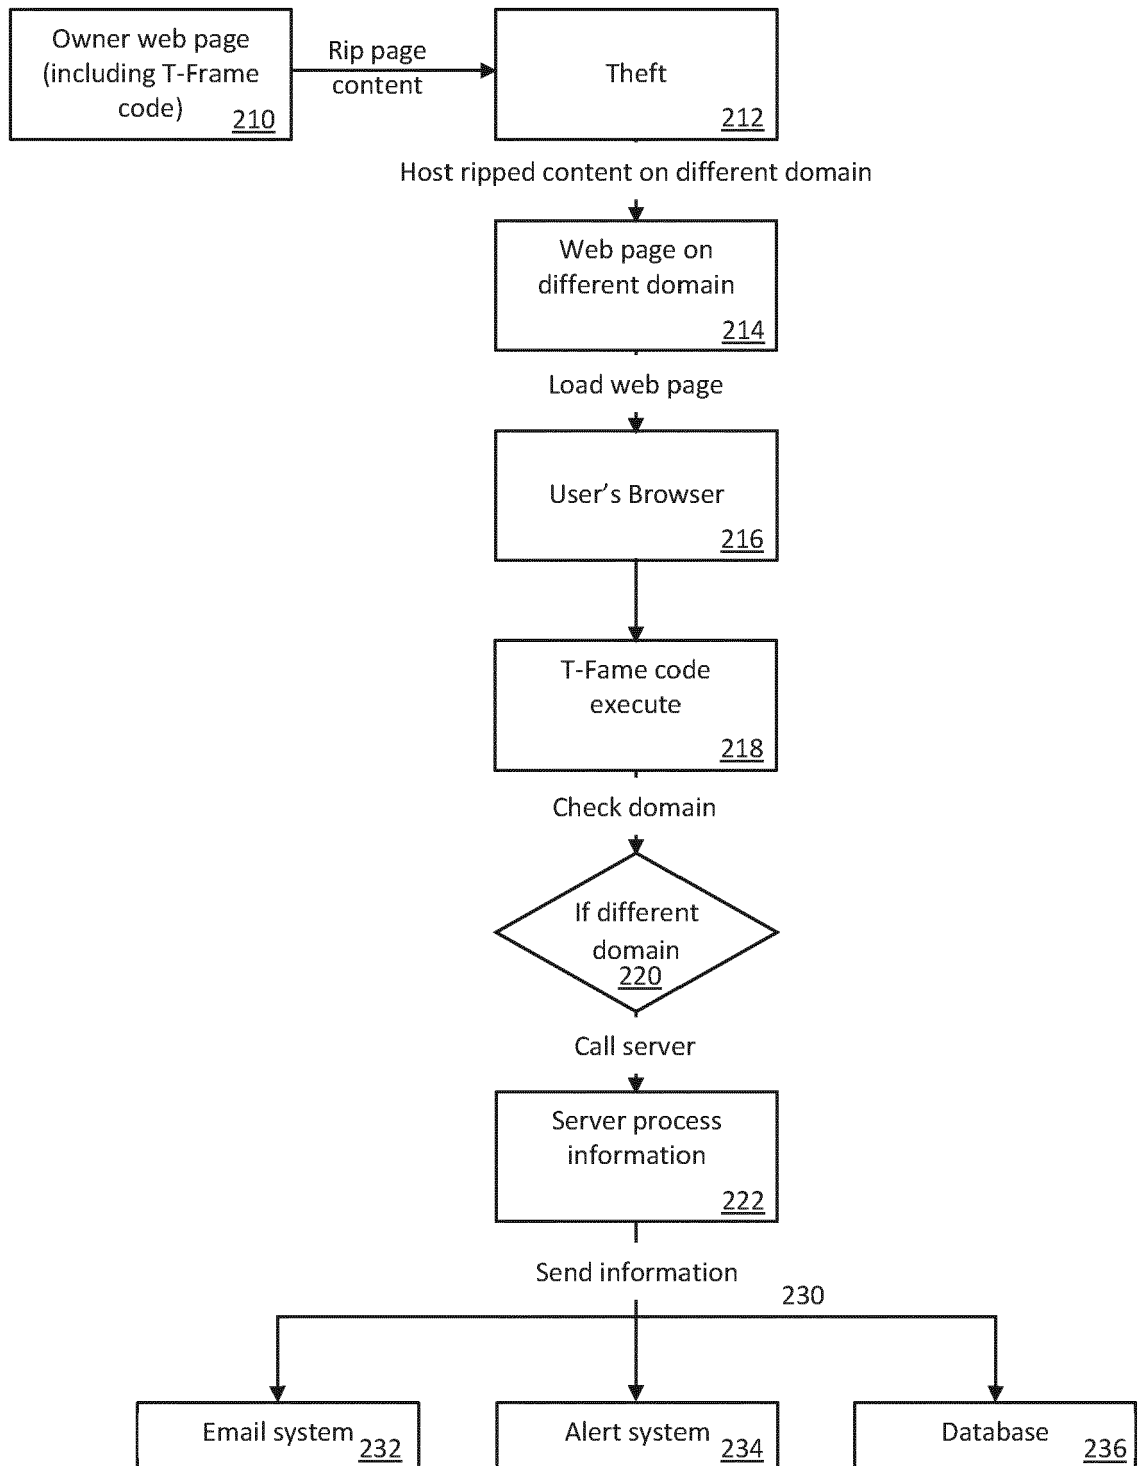 Owner web page
(including T-Frame
code)
210
Rip page
content
Theft
212
Host ripped content on different domain
Web page on
different domain
214
Load web page
User’s Browser
216
T-Fame code
execute
218
Check domain
If different
domain
220
Call server
Server process
information
222
Send information
230
Email system
232
Alert system
234
Database
236